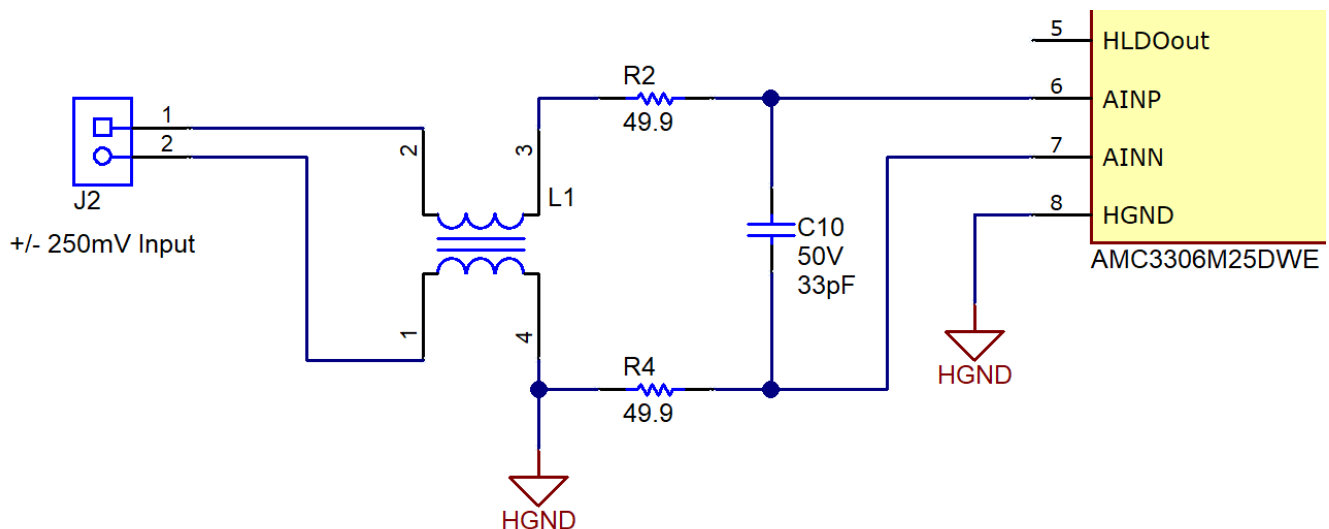 5
HLDOout
R2
49.9
6
AINP
1
2
J2
+/- 250mV Input
2
3
L1
7
AINN
8
HGND
C10
50V
33pF
AMC3306M25DWE
1
4
R4
49.9
HGND
HGND